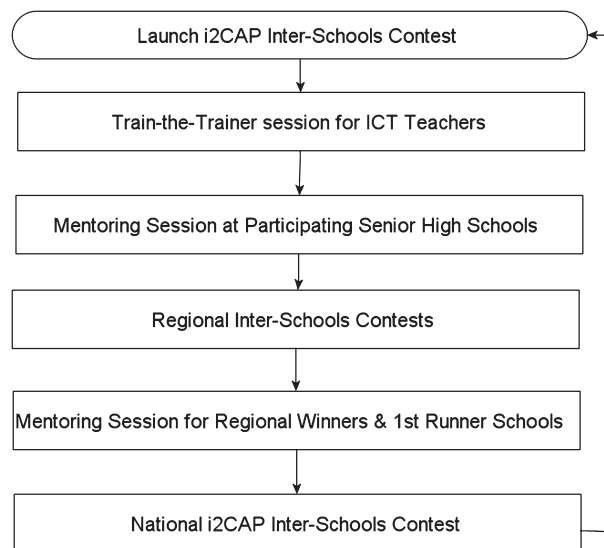 Launch i2CAP Inter-Schools Contest
Train-the-Trainer session for ICT Teachers
Mentoring Session at Participating Senior High Schools
Regional Inter-Schools Contests
Mentoring Session for Regional Winners & 1st Runner Schools
National i2CAP Inter-Schools Contest